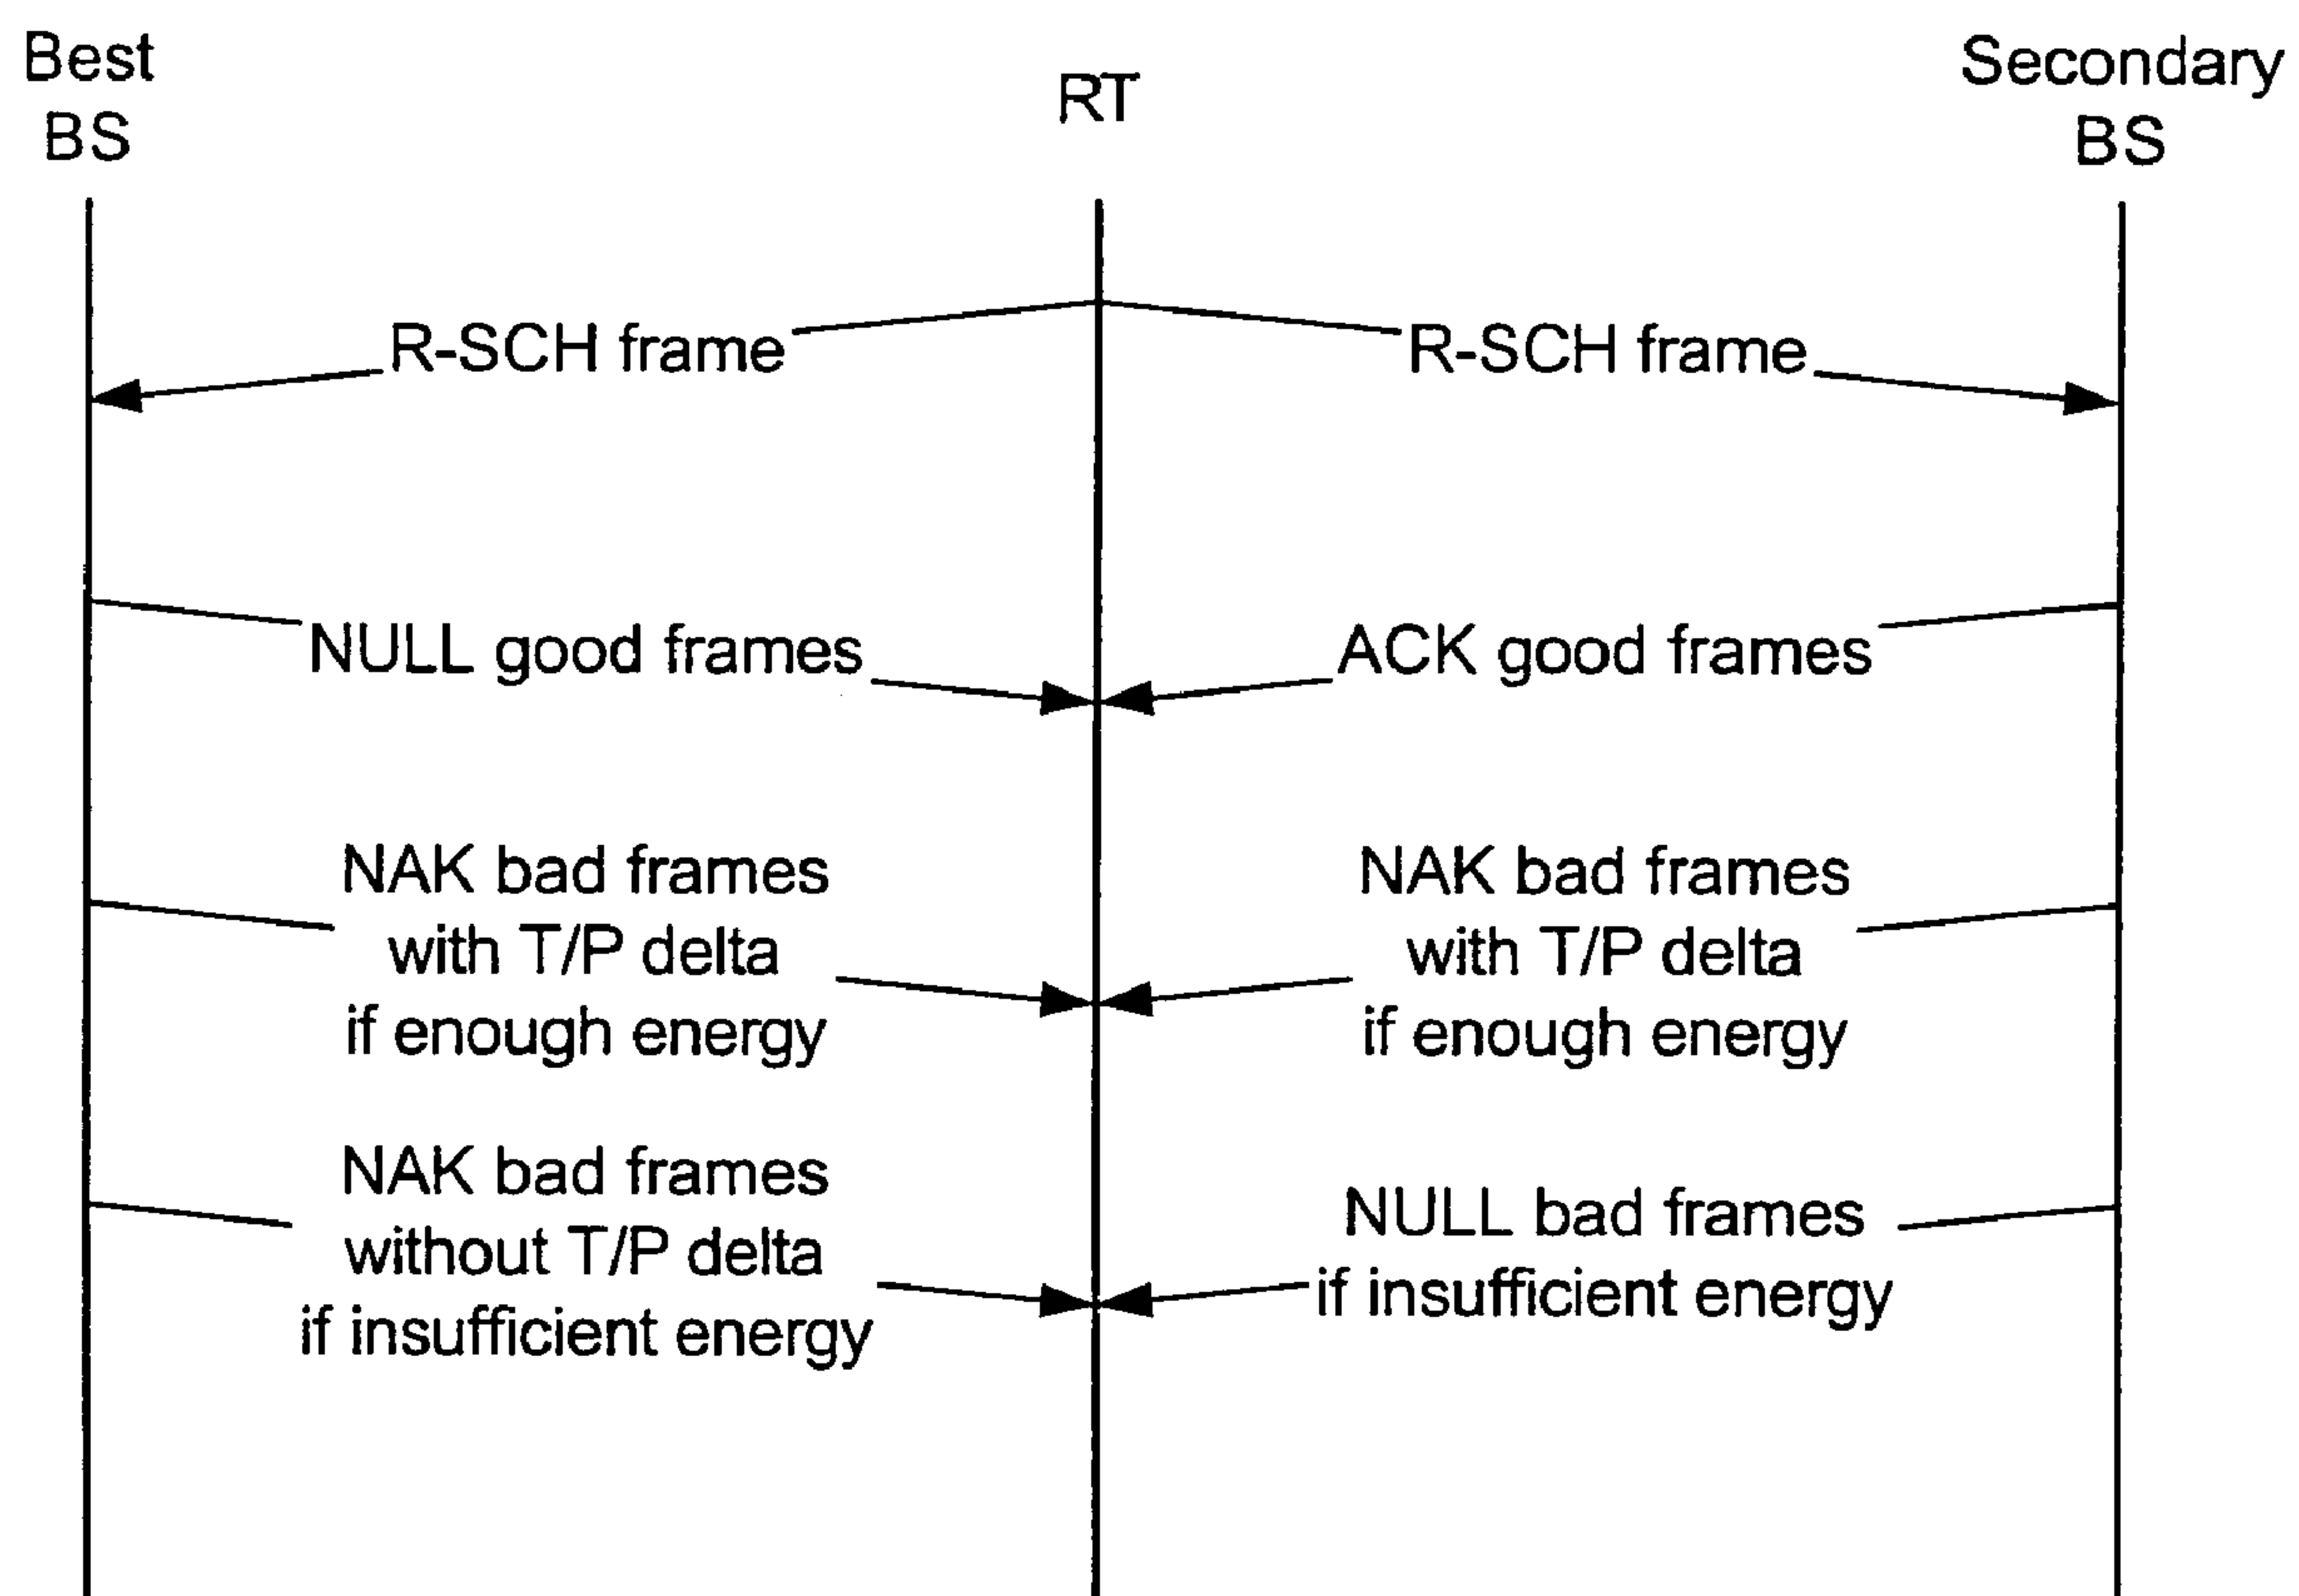 Best
BS
RT
Secondary
BS
R-SCH frame
R-SCH frame
NULL good frames
ACK good frames
NAK bad frames
with T/P delta
if enough energy
NAK bad frames
with T/P delta
if enough energy
NAK bad frames
without T/P delta
if insufficient energy
NULL bad frames
if insufficient energy